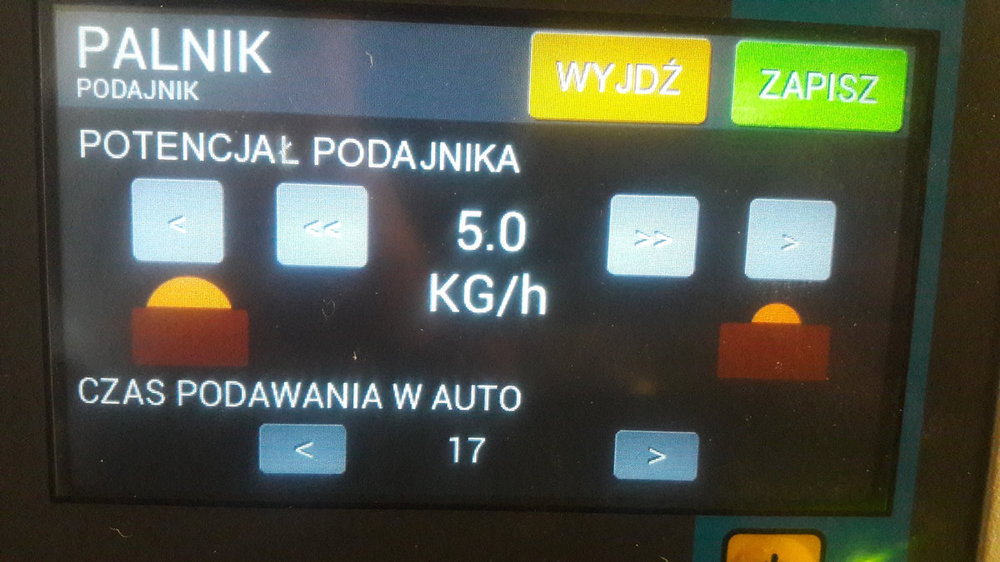 PALNIK
PODAJNIK
WYJDŹ
ZAPISZ
POTENCJAŁ PODAJNIKA
< << 5.0 >> >
KG/h
CZAS PODAWANIA W AUTO
< 17 >